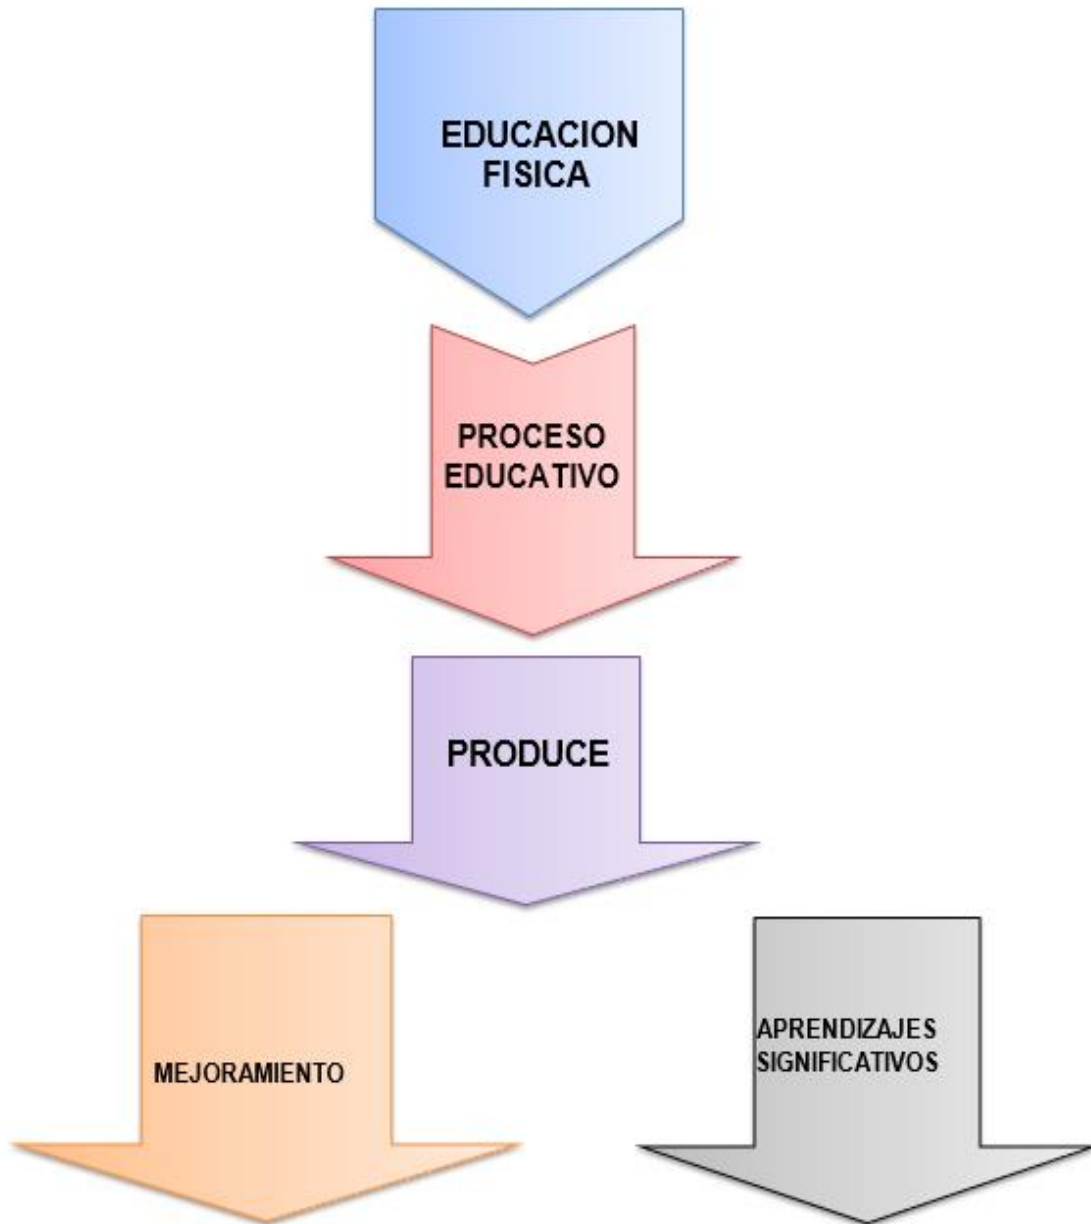 EDUCACION
FISICA
PROCESO
EDUCATIVO
PRODUCE
MEJORAMIENTO
APRENDIZAJES
SIGNIFICATIVOS